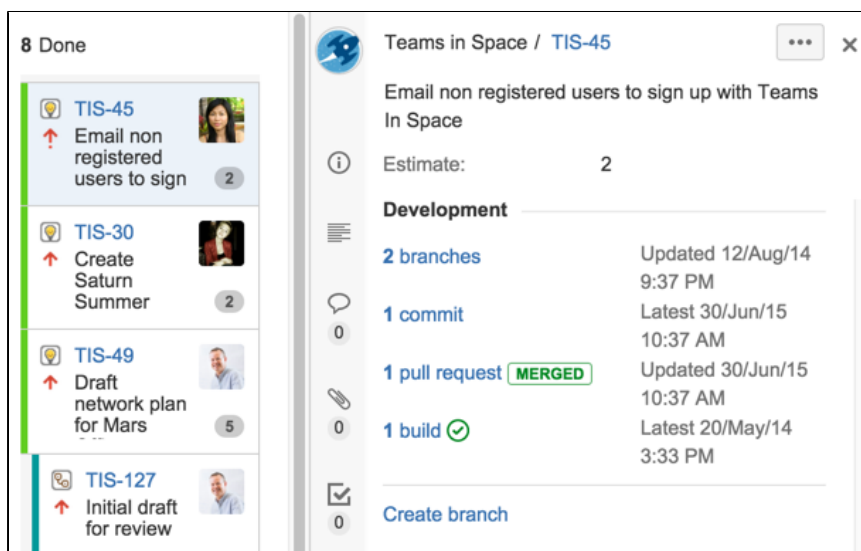 8 Done
TIS-45
Email non
registered
users to sign
2
TIS-30
Create
Saturn
Summer
2
TIS-49
Draft
network plan
for Mars
5
TIS-127
Initial draft
for review
Teams in Space / TIS-45
Email non registered users to sign up with Teams
In Space
Estimate: 2
Development
2 branches Updated 12/Aug/14
9:37 PM
1 commit Latest 30/Jun/15
10:37 AM
1 pull request MERGED Updated 30/Jun/15
10:37 AM
1 build Latest 20/May/14
3:33 PM
Create branch
0
0
0